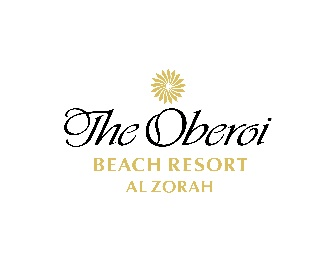 The Oberoi
BEACH RESORT
AL ZORAH